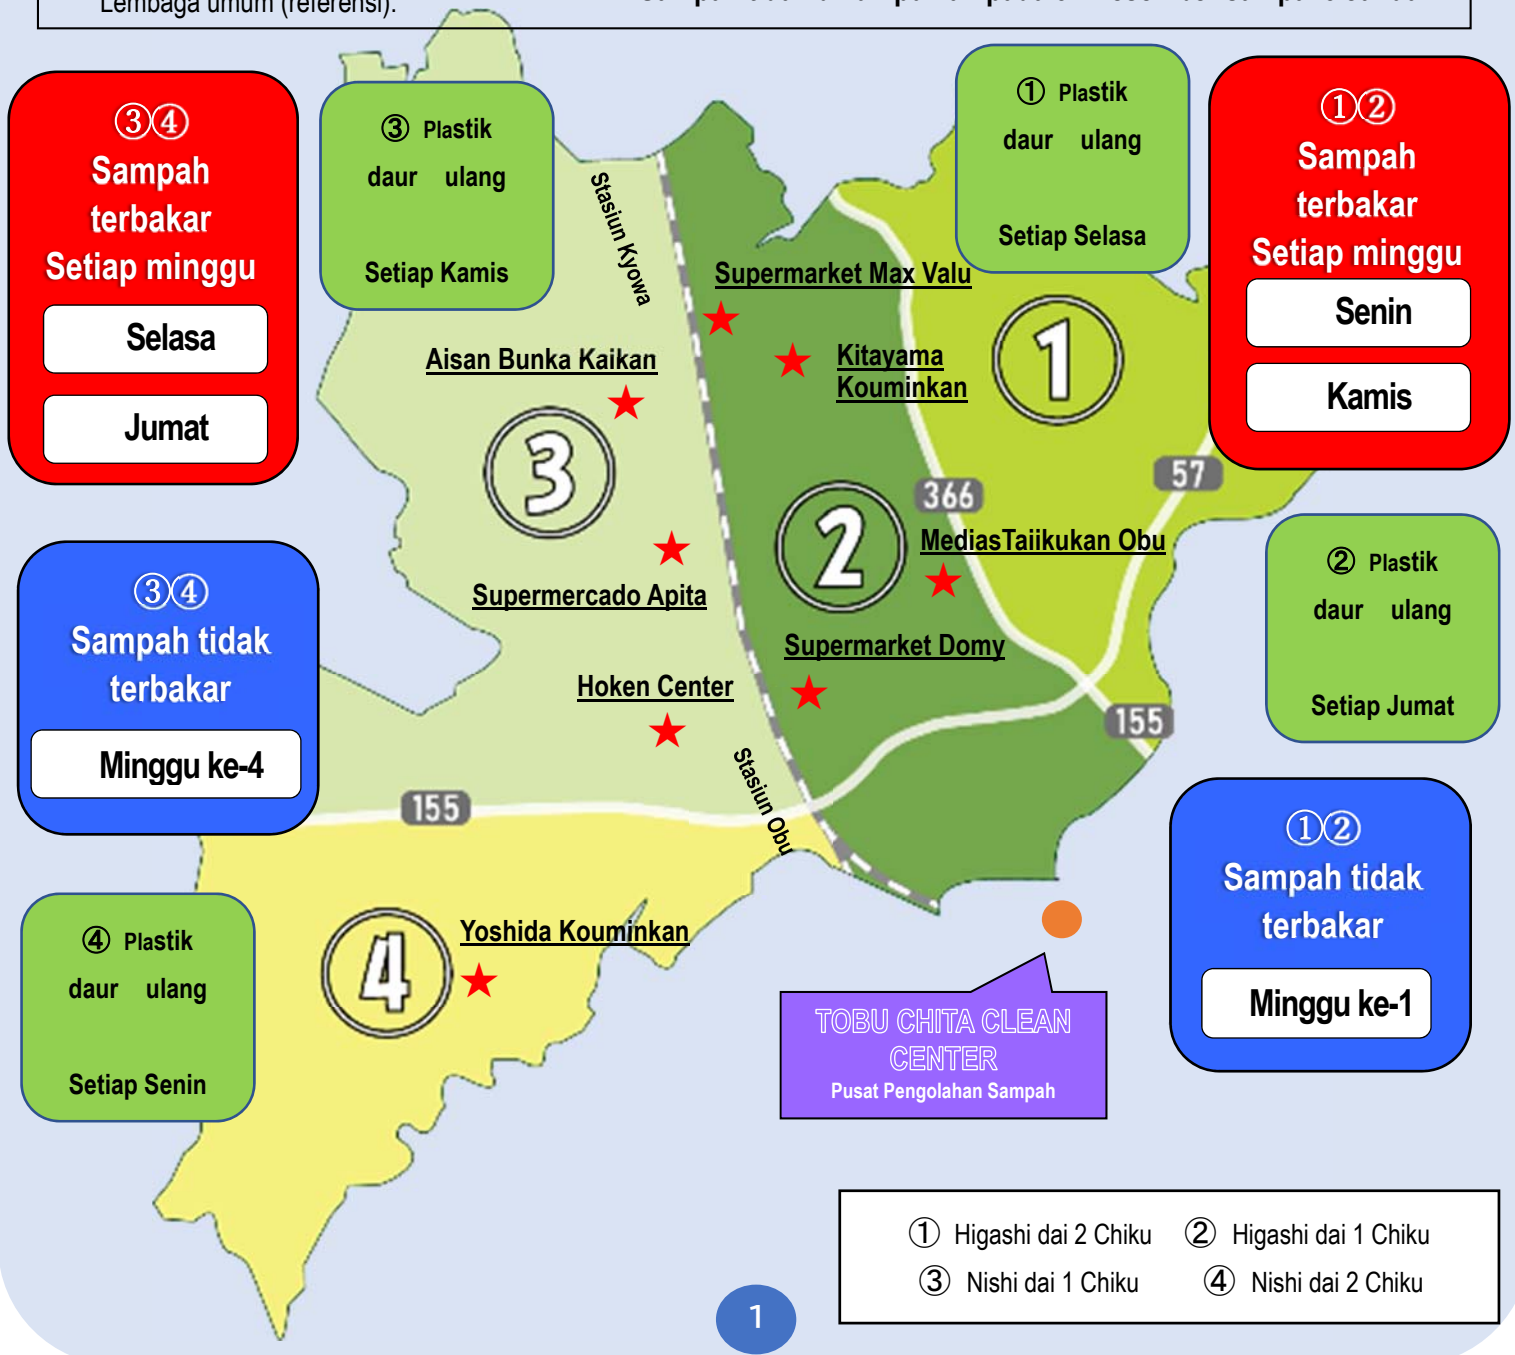 Lembaga umum (referensi).
③④
Sampah
terbakar
Setiap minggu
Selasa
Jumat
③ Plastik
daur ulang
Setiap Kamis
① Plastik
daur ulang
Setiap Selasa
①②
Sampah
terbakar
Setiap minggu
Senin
Kamis
Stasiun Kyowa
Supermarket Max Valu
Aisan Bunka Kaikan
Kitayama
Kouminkan
1
3
2
366
57
MediasTaiikukan Obu
Supermercado Apita
Supermarket Domy
Hoken Center
155
Stasiun Obu
155
③④
Sampah tidak
terbakar
Minggu ke-4
② Plastik
daur ulang
Setiap Jumat
①②
Sampah tidak
terbakar
Minggu ke-1
④ Plastik
daur ulang
Setiap Senin
4
Yoshida Kouminkan
TOBU CHITA CLEAN
CENTER
Pusat Pengolahan Sampah
① Higashi dai 2 Chiku ② Higashi dai 1 Chiku
③ Nishi dai 1 Chiku ④ Nishi dai 2 Chiku
1